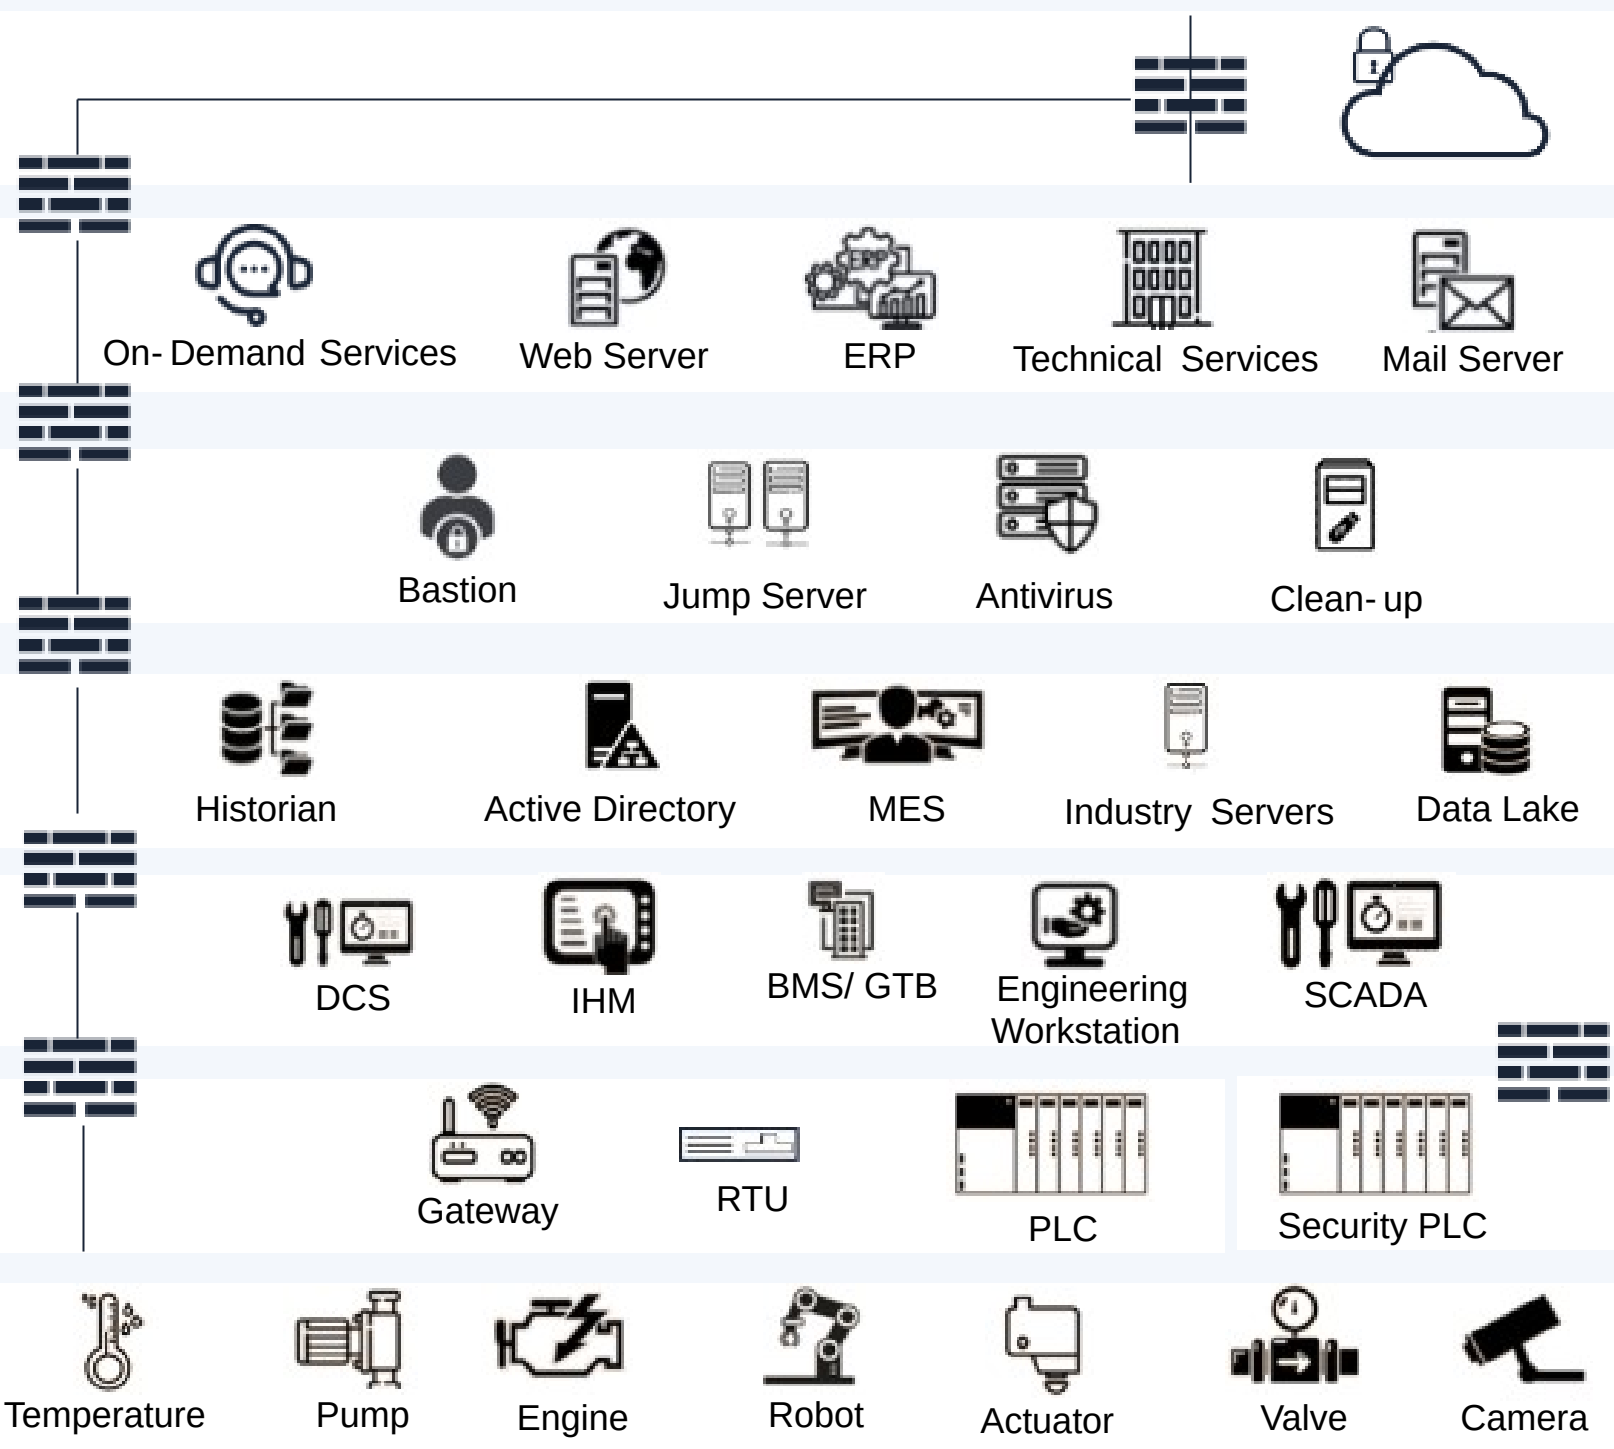 ERP
On-Demand Services
Web Server
ERP
Technical Services
Mail Server
Bastion
Jump Server
Antivirus
Clean-up
Historian
Active Directory
MES
Industry Servers
Data Lake
DCS
IHM
BMS/ GTB
Engineering
Workstation
SCADA
Gateway
RTU
PLC
Security PLC
Temperature
Pump
Engine
Robot
Actuator
Valve
Camera